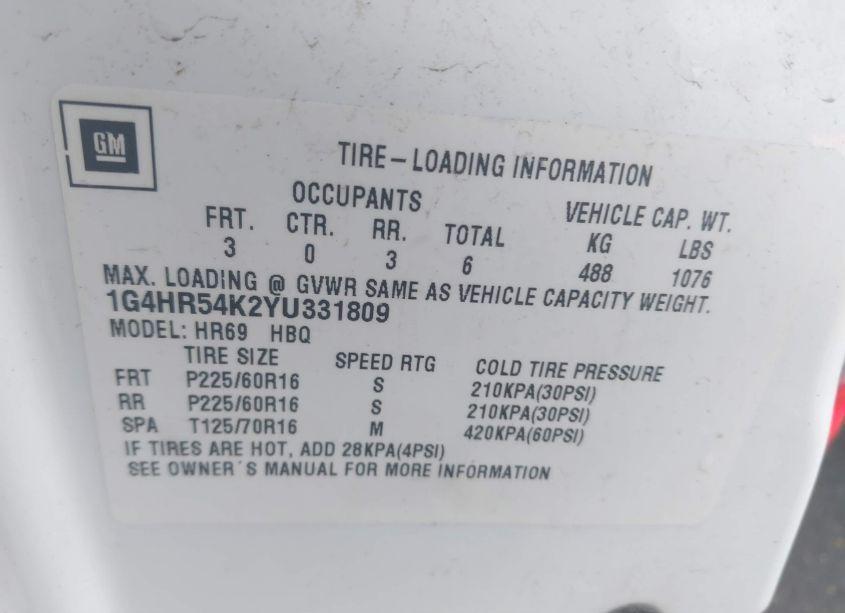 GM
TIRE-LOADING INFORMATION
OCCUPANTS VEHICLE CAP. WT.
FRT. CTR. RR. TOTAL KG LBS
3 0 3 6 488 1076
MAX. LOADING @ GVWR SAME AS VEHICLE CAPACITY WEIGHT.
1G4HR54K2YU331809
MODEL: HR69 HBQ
TIRE SIZE SPEED RTG COLD TIRE PRESSURE
FRT P225/60R16 S 210KPA(30PSI)
RR P225/60R16 S 210KPA(30PSI)
SPA T125/70R16 M 420KPA(60PSI)
IF TIRES ARE HOT, ADD 28KPA(4PSI)
SEE OWNER'S MANUAL FOR MORE INFORMATION